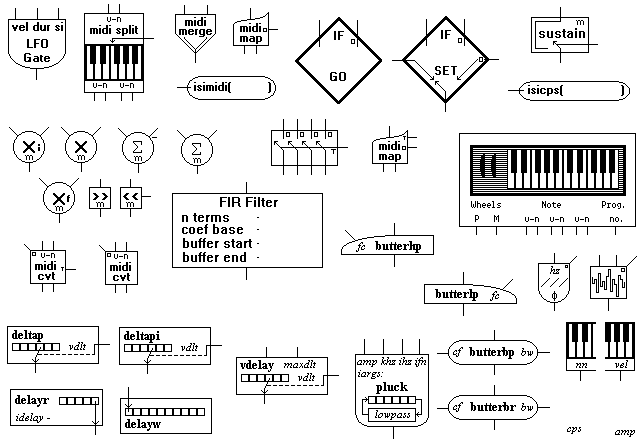 vel dur si
LFO
Gate
v-n
midi split
v-n v-n
midi
merge
midi
map
isimidi( )
IF
GO
IF
SET
m
sustain
isicps( )
i
m
m
Σ
m
Σ
m
f
m
>>
m
<<
m
T
midi
map
T
FIR Filter
n terms -
coef base -
buffer start -
buffer end -
Wheels Note Prog.
P M v-n v-n v-n no.
v-n
midi
cvt
T
v-n
midi
cvt
fc butterhp
butterlp fc
hz
ϕ
deltap
vdlt
deltapi
vdlt
vdelay maxdlt
vdlt
delayr
idelay -
delayw
amp khz ihz ifn
iargs:
pluck
lowpass
cf butterbp bw
cf butterbr bw
nn
vel
cps
amp